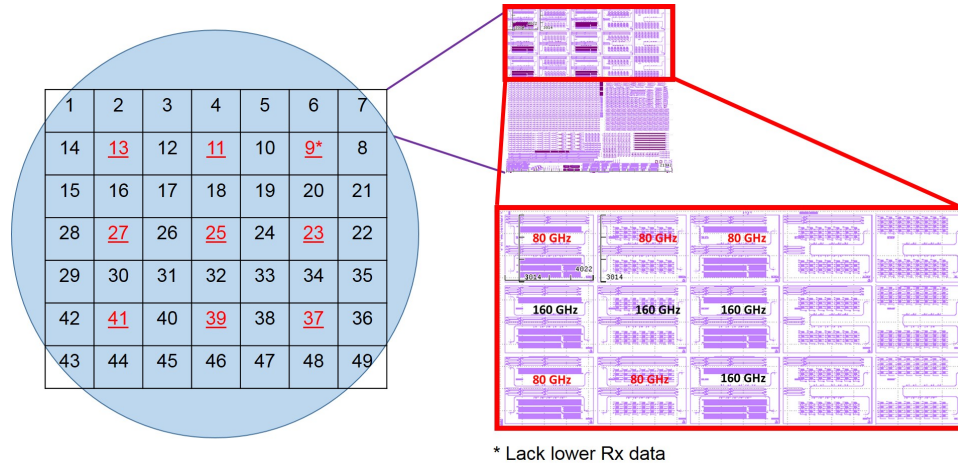 1 2 3 4 5 6 7
14 13 12 11 10 9* 8
15 16 17 18 19 20 21
28 27 26 25 24 23 22
29 30 31 32 33 34 35
42 41 40 39 38 37 36
43 44 45 46 47 48 49
80 GHz 80 GHz 80 GHz
4022
3014 3014
160 GHz 160 GHz 160 GHz
80 GHz 80 GHz 160 GHz
* Lack lower Rx data